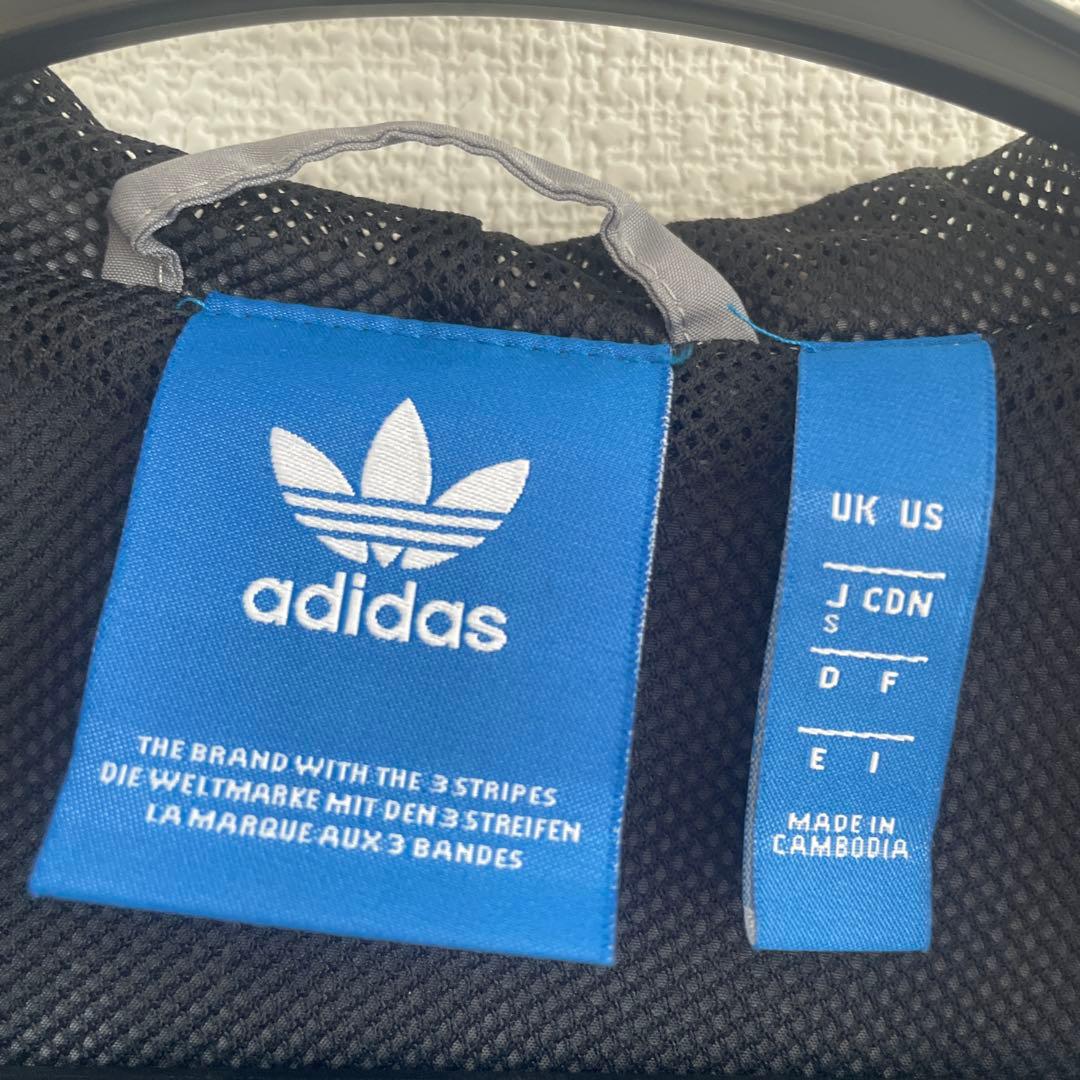 adidas
THE BRAND WITH THE 3 STRIPES
DIE WELTMARKE MIT DEN 3 STREIFEN
LA MARQUE AUX 3 BANDES
UK US
J CDN
S
D F
E I
MADE IN
CAMBODIA